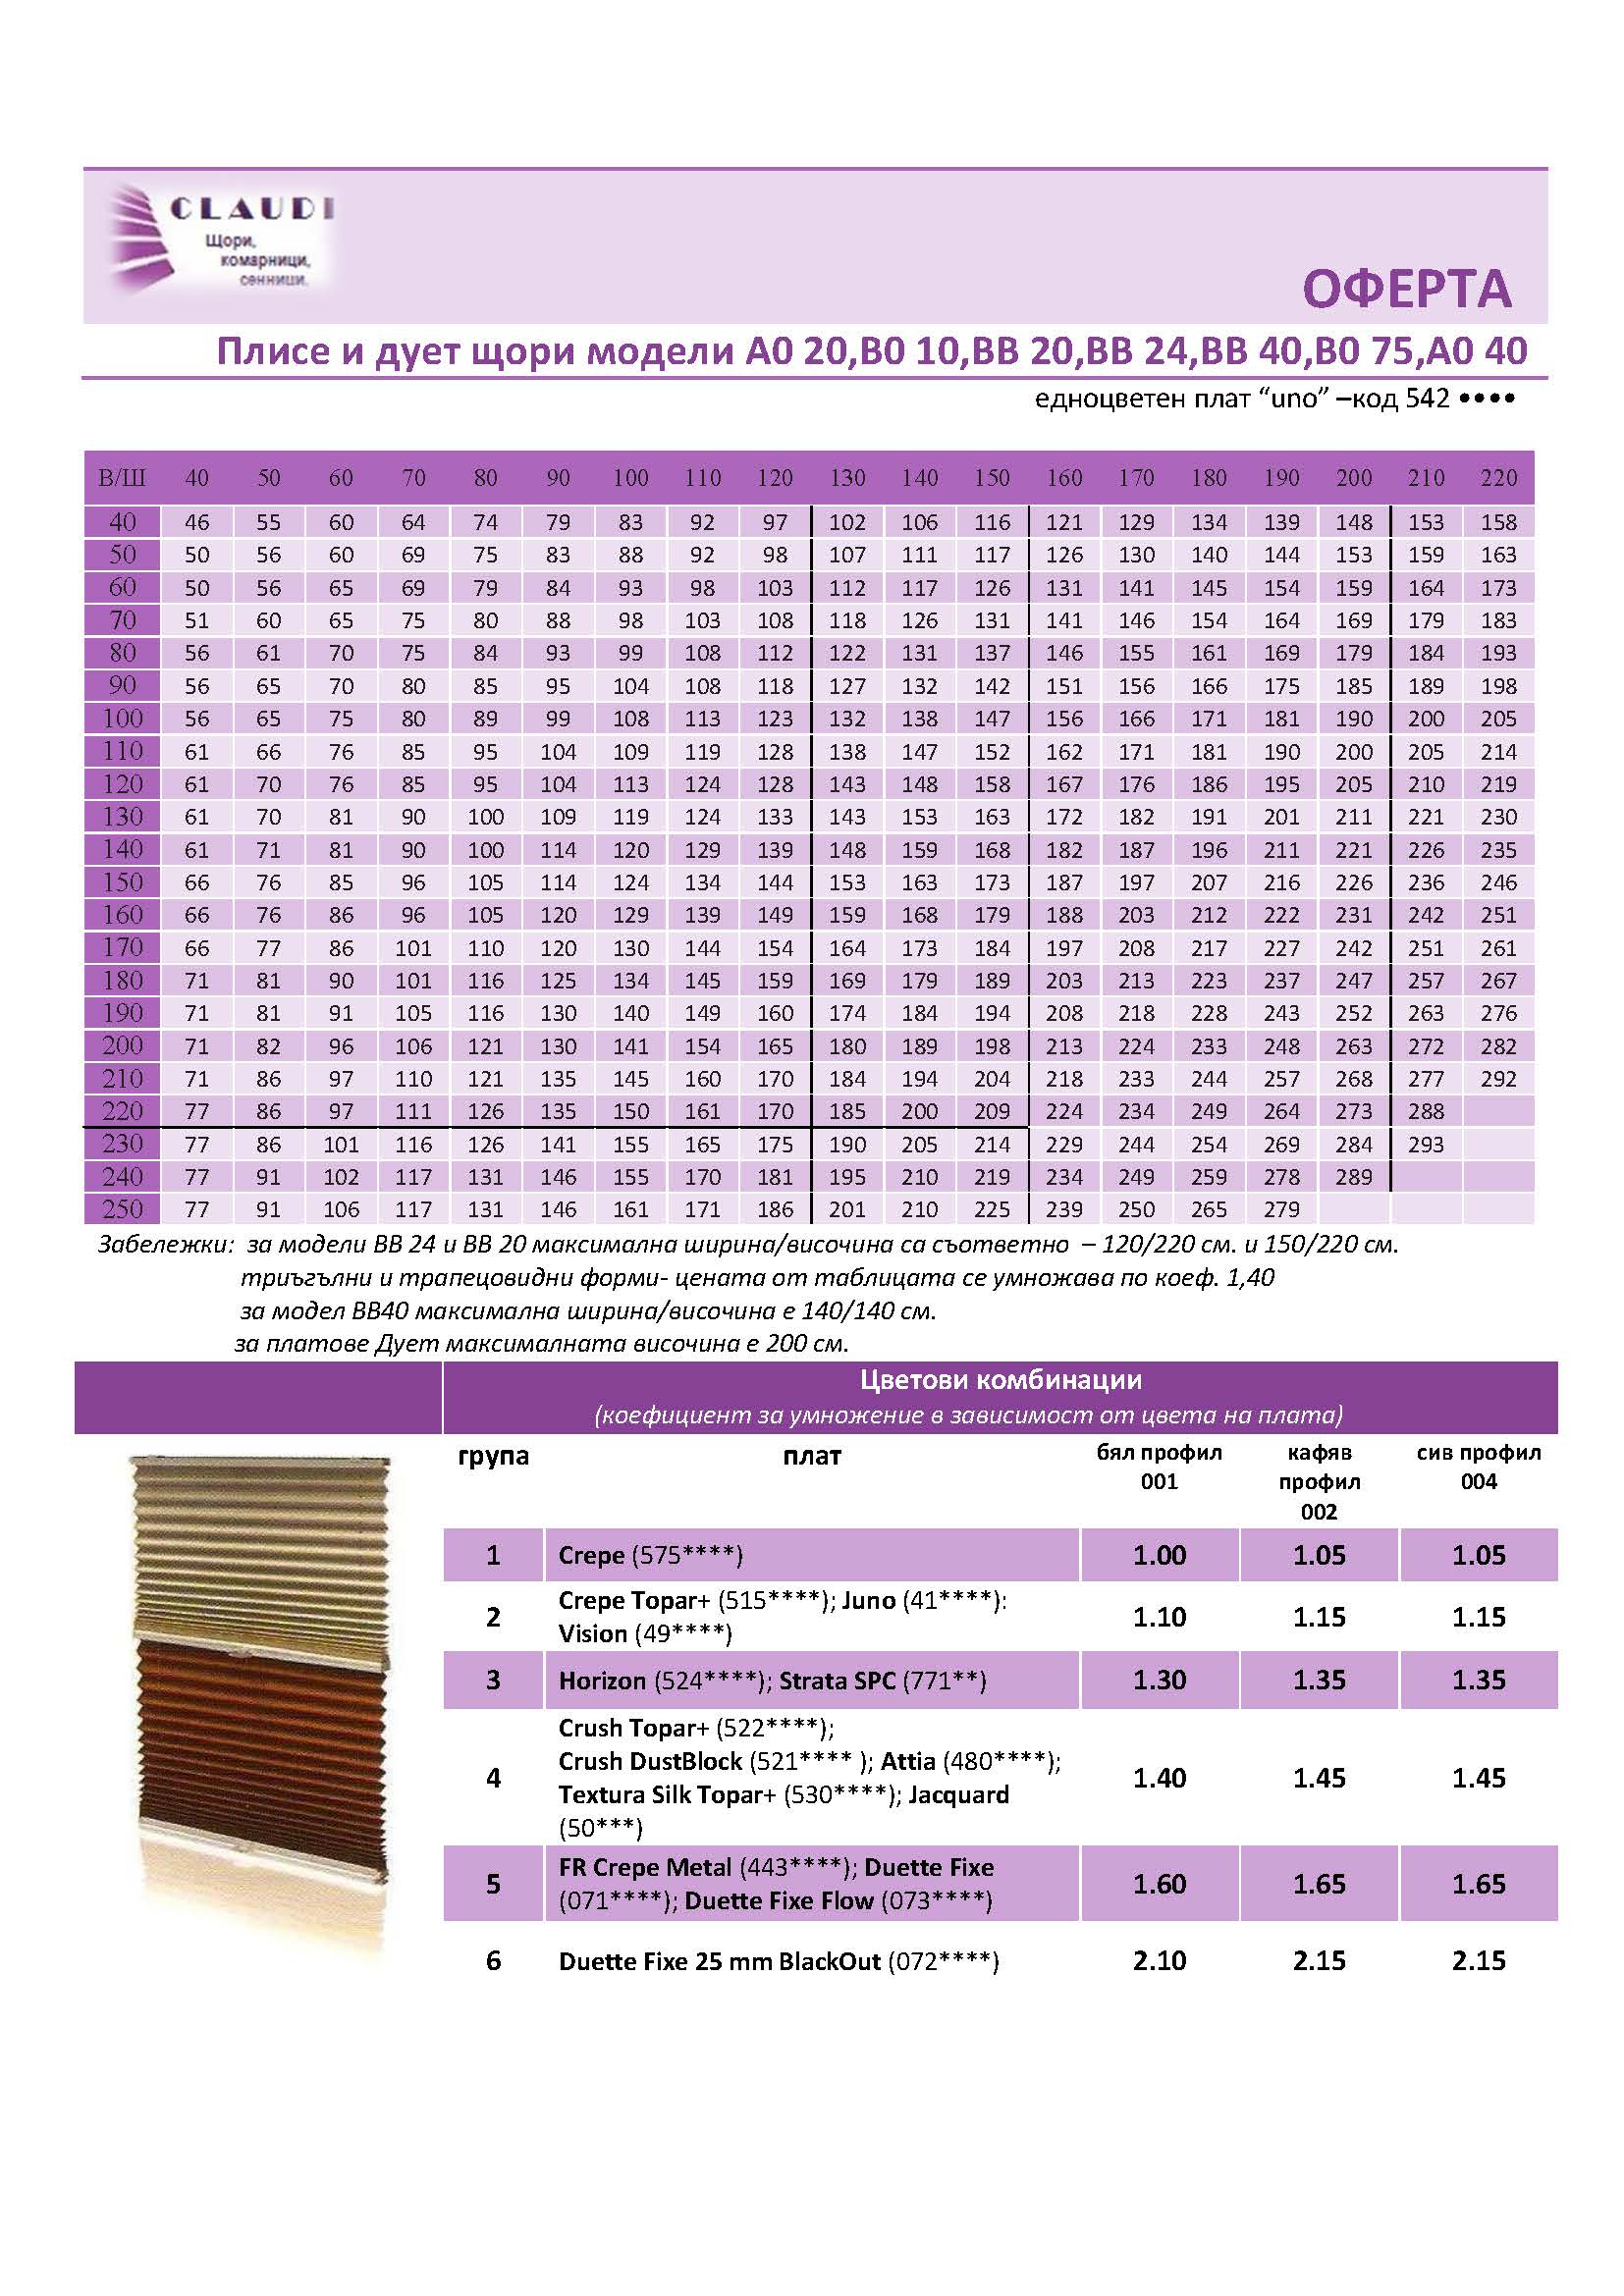 CLAUDI
Щори,
комарници,
сенници.
ОФЕРТА
Плисе и дует щори модели А0 20,В0 10,ВВ 20,ВВ 24,ВВ 40,В0 75,А0 40
едноцветен плат “uno” –код 542 ••••
В/Ш 40 50 60 70 80 90 100 110 120 130 140 150 160 170 180 190 200 210 220
40 46 55 60 64 74 79 83 92 97 102 106 116 121 129 134 139 148 153 158
50 50 56 60 69 75 83 88 92 98 107 111 117 126 130 140 144 153 159 163
60 50 56 65 69 79 84 93 98 103 112 117 126 131 141 145 154 159 164 173
70 51 60 65 75 80 88 98 103 108 118 126 131 141 146 154 164 169 179 183
80 56 61 70 75 84 93 99 108 112 122 131 137 146 155 161 169 179 184 193
90 56 65 70 80 85 95 104 108 118 127 132 142 151 156 166 175 185 189 198
100 56 65 75 80 89 99 108 113 123 132 138 147 156 166 171 181 190 200 205
110 61 66 76 85 95 104 109 119 128 138 147 152 162 171 181 190 200 205 214
120 61 70 76 85 95 104 113 124 128 143 148 158 167 176 186 195 205 210 219
130 61 70 81 90 100 109 119 124 133 143 153 163 172 182 191 201 211 221 230
140 61 71 81 90 100 114 120 129 139 148 159 168 182 187 196 211 221 226 235
150 66 76 85 96 105 114 124 134 144 153 163 173 187 197 207 216 226 236 246
160 66 76 86 96 105 120 129 139 149 159 168 179 188 203 212 222 231 242 251
170 66 77 86 101 110 120 130 144 154 164 173 184 197 208 217 227 242 251 261
180 71 81 90 101 116 125 134 145 159 169 179 189 203 213 223 237 247 257 267
190 71 81 91 105 116 130 140 149 160 174 184 194 208 218 228 243 252 263 276
200 71 82 96 106 121 130 141 154 165 180 189 198 213 224 233 248 263 272 282
210 71 86 97 110 121 135 145 160 170 184 194 204 218 233 244 257 268 277 292
220 77 86 97 111 126 135 150 161 170 185 200 209 224 234 249 264 273 288
230 77 86 101 116 126 141 155 165 175 190 205 214 229 244 254 269 284 293
240 77 91 102 117 131 146 155 170 181 195 210 219 234 249 259 278 289
250 77 91 106 117 131 146 161 171 186 201 210 225 239 250 265 279
Забележки: за модели ВВ 24 и ВВ 20 максимална ширина/височина са съответно – 120/220 см. и 150/220 см.
триъгълни и трапецовидни форми- цената от таблицата се умножава по коеф. 1,40
за модел ВВ40 максимална ширина/височина е 140/140 см.
за платове Дует максималната височина е 200 см.
Цветови комбинации
(коефициент за умножение в зависимост от цвета на плата)
група плат бял профил кафяв сив профил
001 профил 004
002
1 Crepe (575****) 1.00 1.05 1.05
Crepe Topar+ (515****); Juno (41****):
2 1.10 1.15 1.15
Vision (49****)
3 Horizon (524****); Strata SPC (771**) 1.30 1.35 1.35
Crush Topar+ (522****);
Crush DustBlock (521**** ); Attia (480****);
4 1.40 1.45 1.45
Textura Silk Topar+ (530****); Jacquard
(50***)
FR Crepe Metal (443****); Duette Fixe
5 1.60 1.65 1.65
(071****); Duette Fixe Flow (073****)
6 Duette Fixe 25 mm BlackOut (072****) 2.10 2.15 2.15